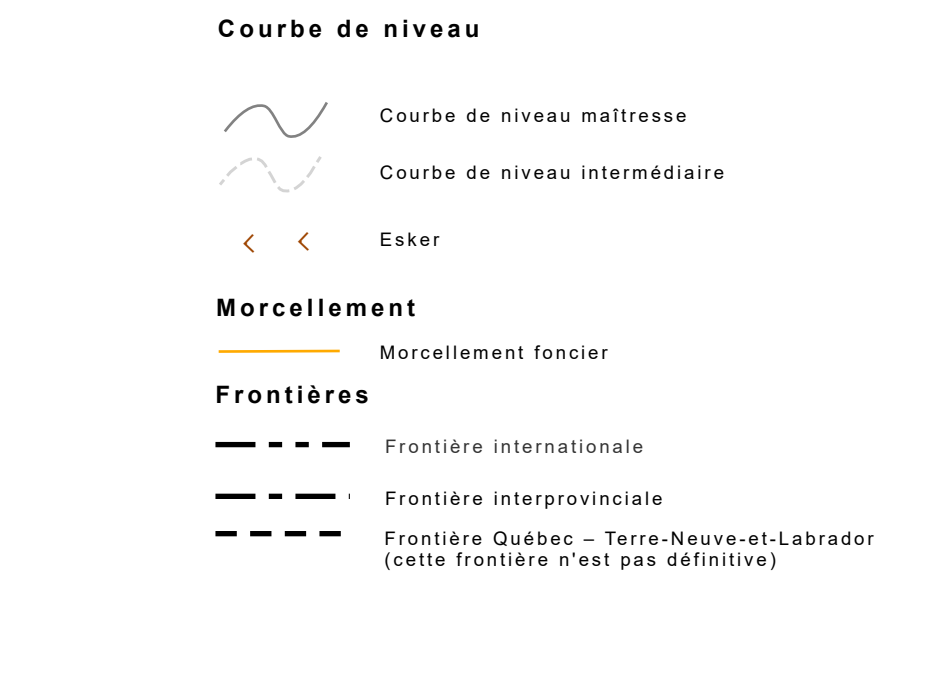 Courbe de niveau
Courbe de niveau maîtresse
Courbe de niveau intermédiaire
Esker
Morcellement
Morcellement foncier
Frontières
Frontière internationale
Frontière interprovinciale
Frontière Québec – Terre-Neuve-et-Labrador
(cette frontière n'est pas définitive)